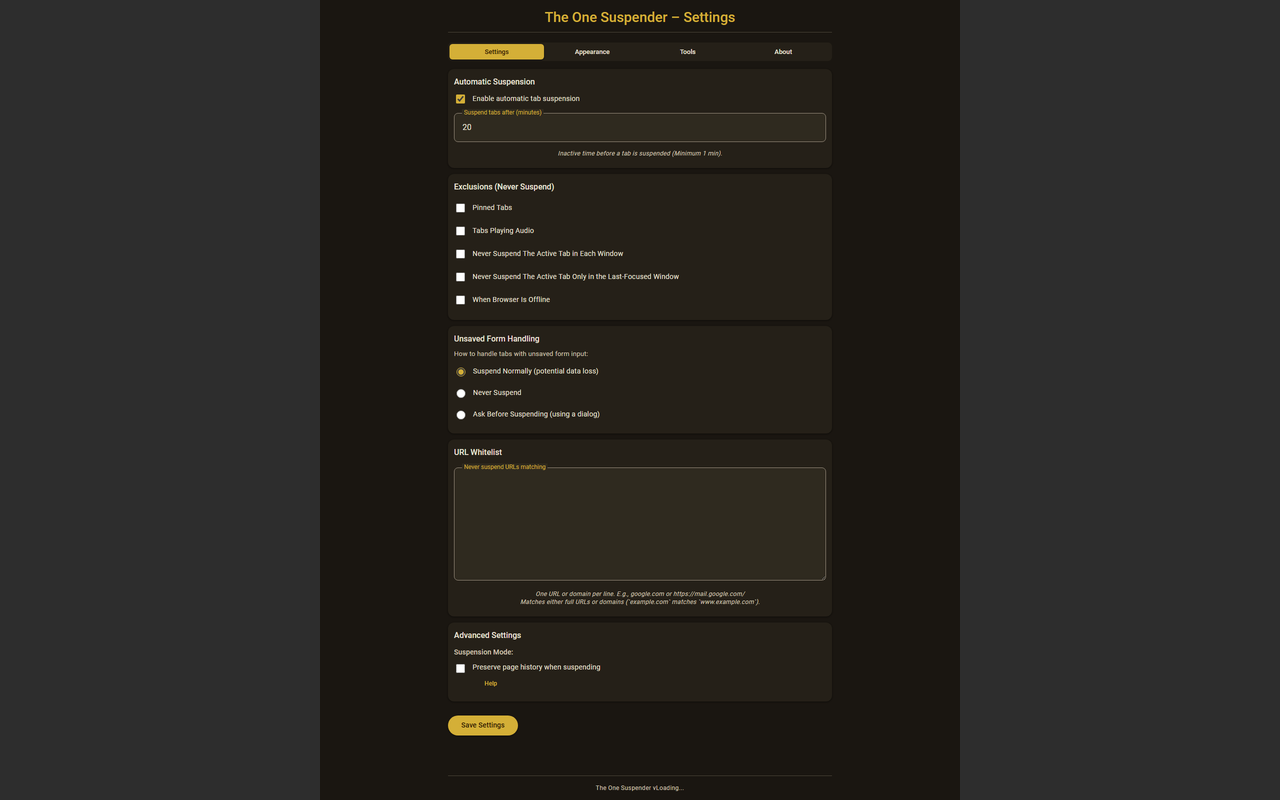 The One Suspender – Settings
Settings
Appearance
Tools
About
Automatic Suspension
Enable automatic tab suspension
Suspend tabs after (minutes)
20
Inactive time before a tab is suspended (Minimum 1 min).
Exclusions (Never Suspend)
Pinned Tabs
Tabs Playing Audio
Never Suspend The Active Tab in Each Window
Never Suspend The Active Tab Only in the Last-Focused Window
When Browser Is Offline
Unsaved Form Handling
How to handle tabs with unsaved form input:
Suspend Normally (potential data loss)
Never Suspend
Ask Before Suspending (using a dialog)
URL Whitelist
Never suspend URLs matching
One URL or domain per line. E.g., google.com or https://mail.google.com/
Matches either full URLs or domains (`example.com` matches `www.example.com`).
Advanced Settings
Suspension Mode:
Preserve page history when suspending
Help
Save Settings
The One Suspender vLoading...